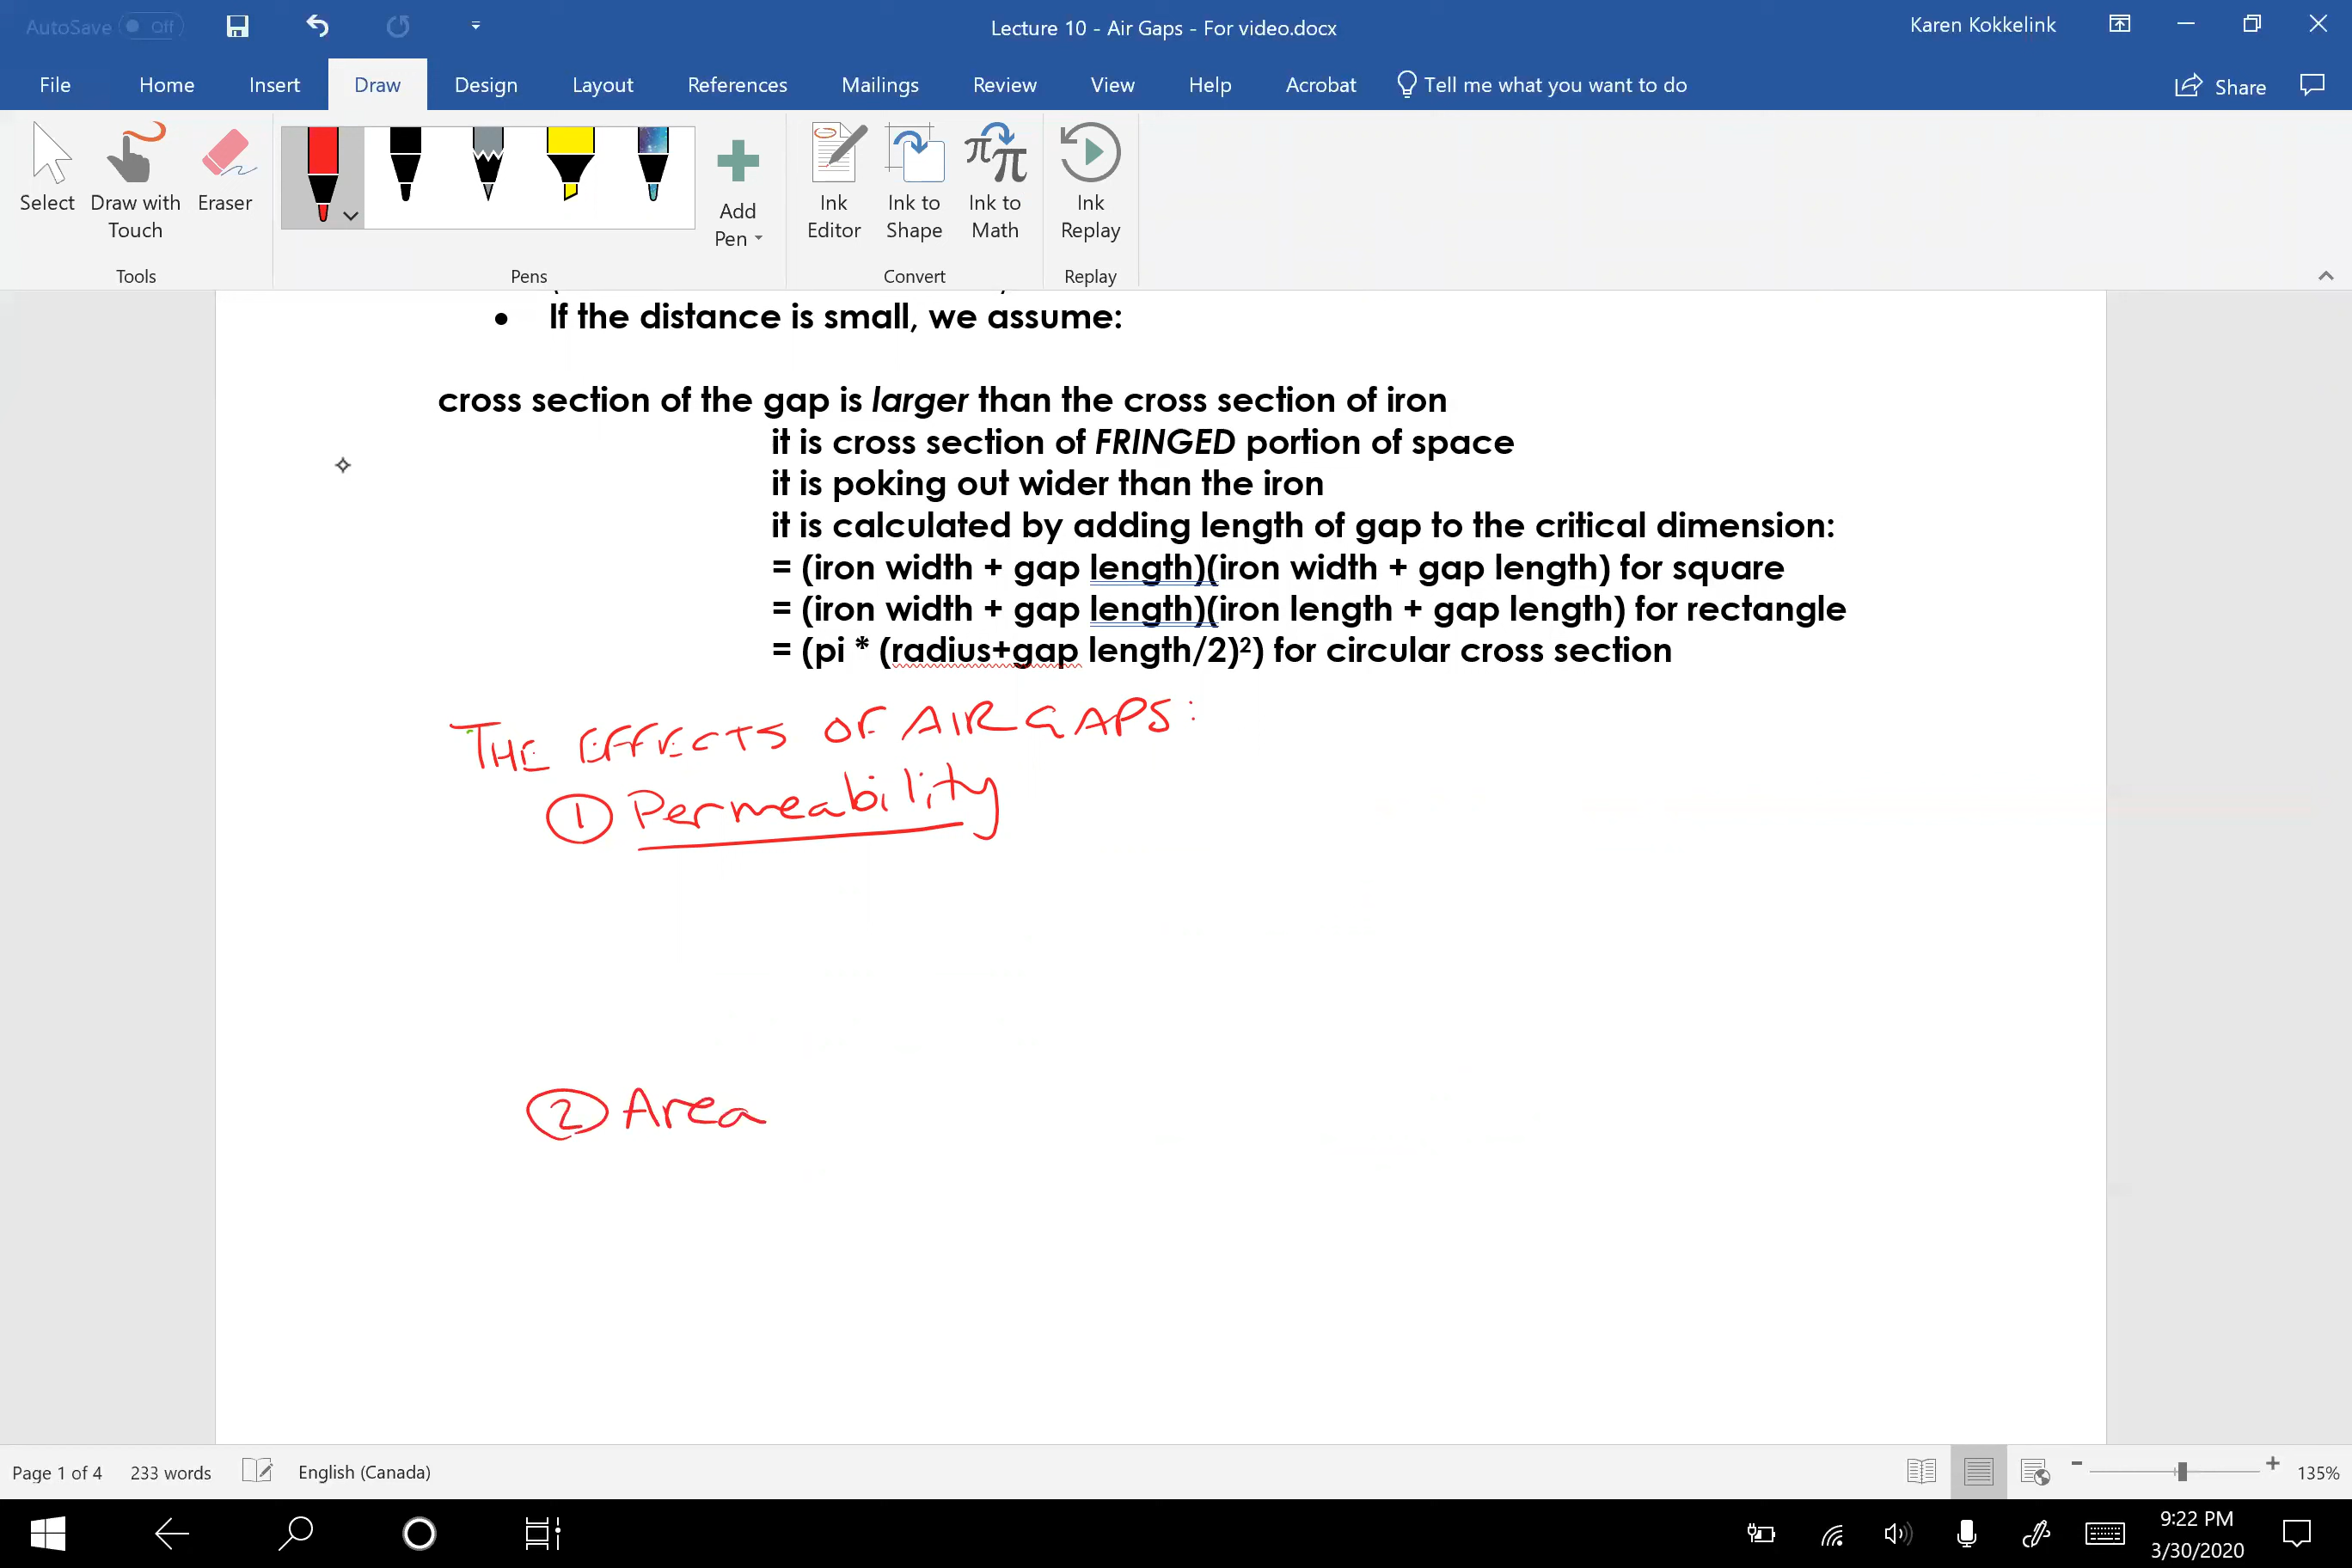 AutoSave Off
Lecture 10 - Air Gaps - For video.docx
Karen Kokkelink
File Home Insert Draw Design Layout References Mailings Review View Help Acrobat Tell me what you want to do Share
Select
Draw with Touch
Eraser
Add Pen
Ink Editor
Ink to Shape
Ink to Math
Ink Replay
Tools Pens Convert Replay
• If the distance is small, we assume:
cross section of the gap is larger than the cross section of iron
it is cross section of FRINGED portion of space
it is poking out wider than the iron
it is calculated by adding length of gap to the critical dimension:
= (iron width + gap length)(iron width + gap length) for square
= (iron width + gap length)(iron length + gap length) for rectangle
= (pi * (radius+gap length/2)²) for circular cross section
THE EFFECTS OF AIR GAPS:
① Permeability
② Area
Page 1 of 4 233 words English (Canada) 135%
9:22 PM
3/30/2020